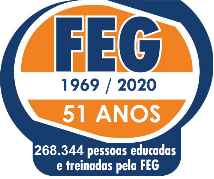 FEG
1969 / 2020
51 ANOS
268.344 pessoas educadas
e treinadas pela FEG